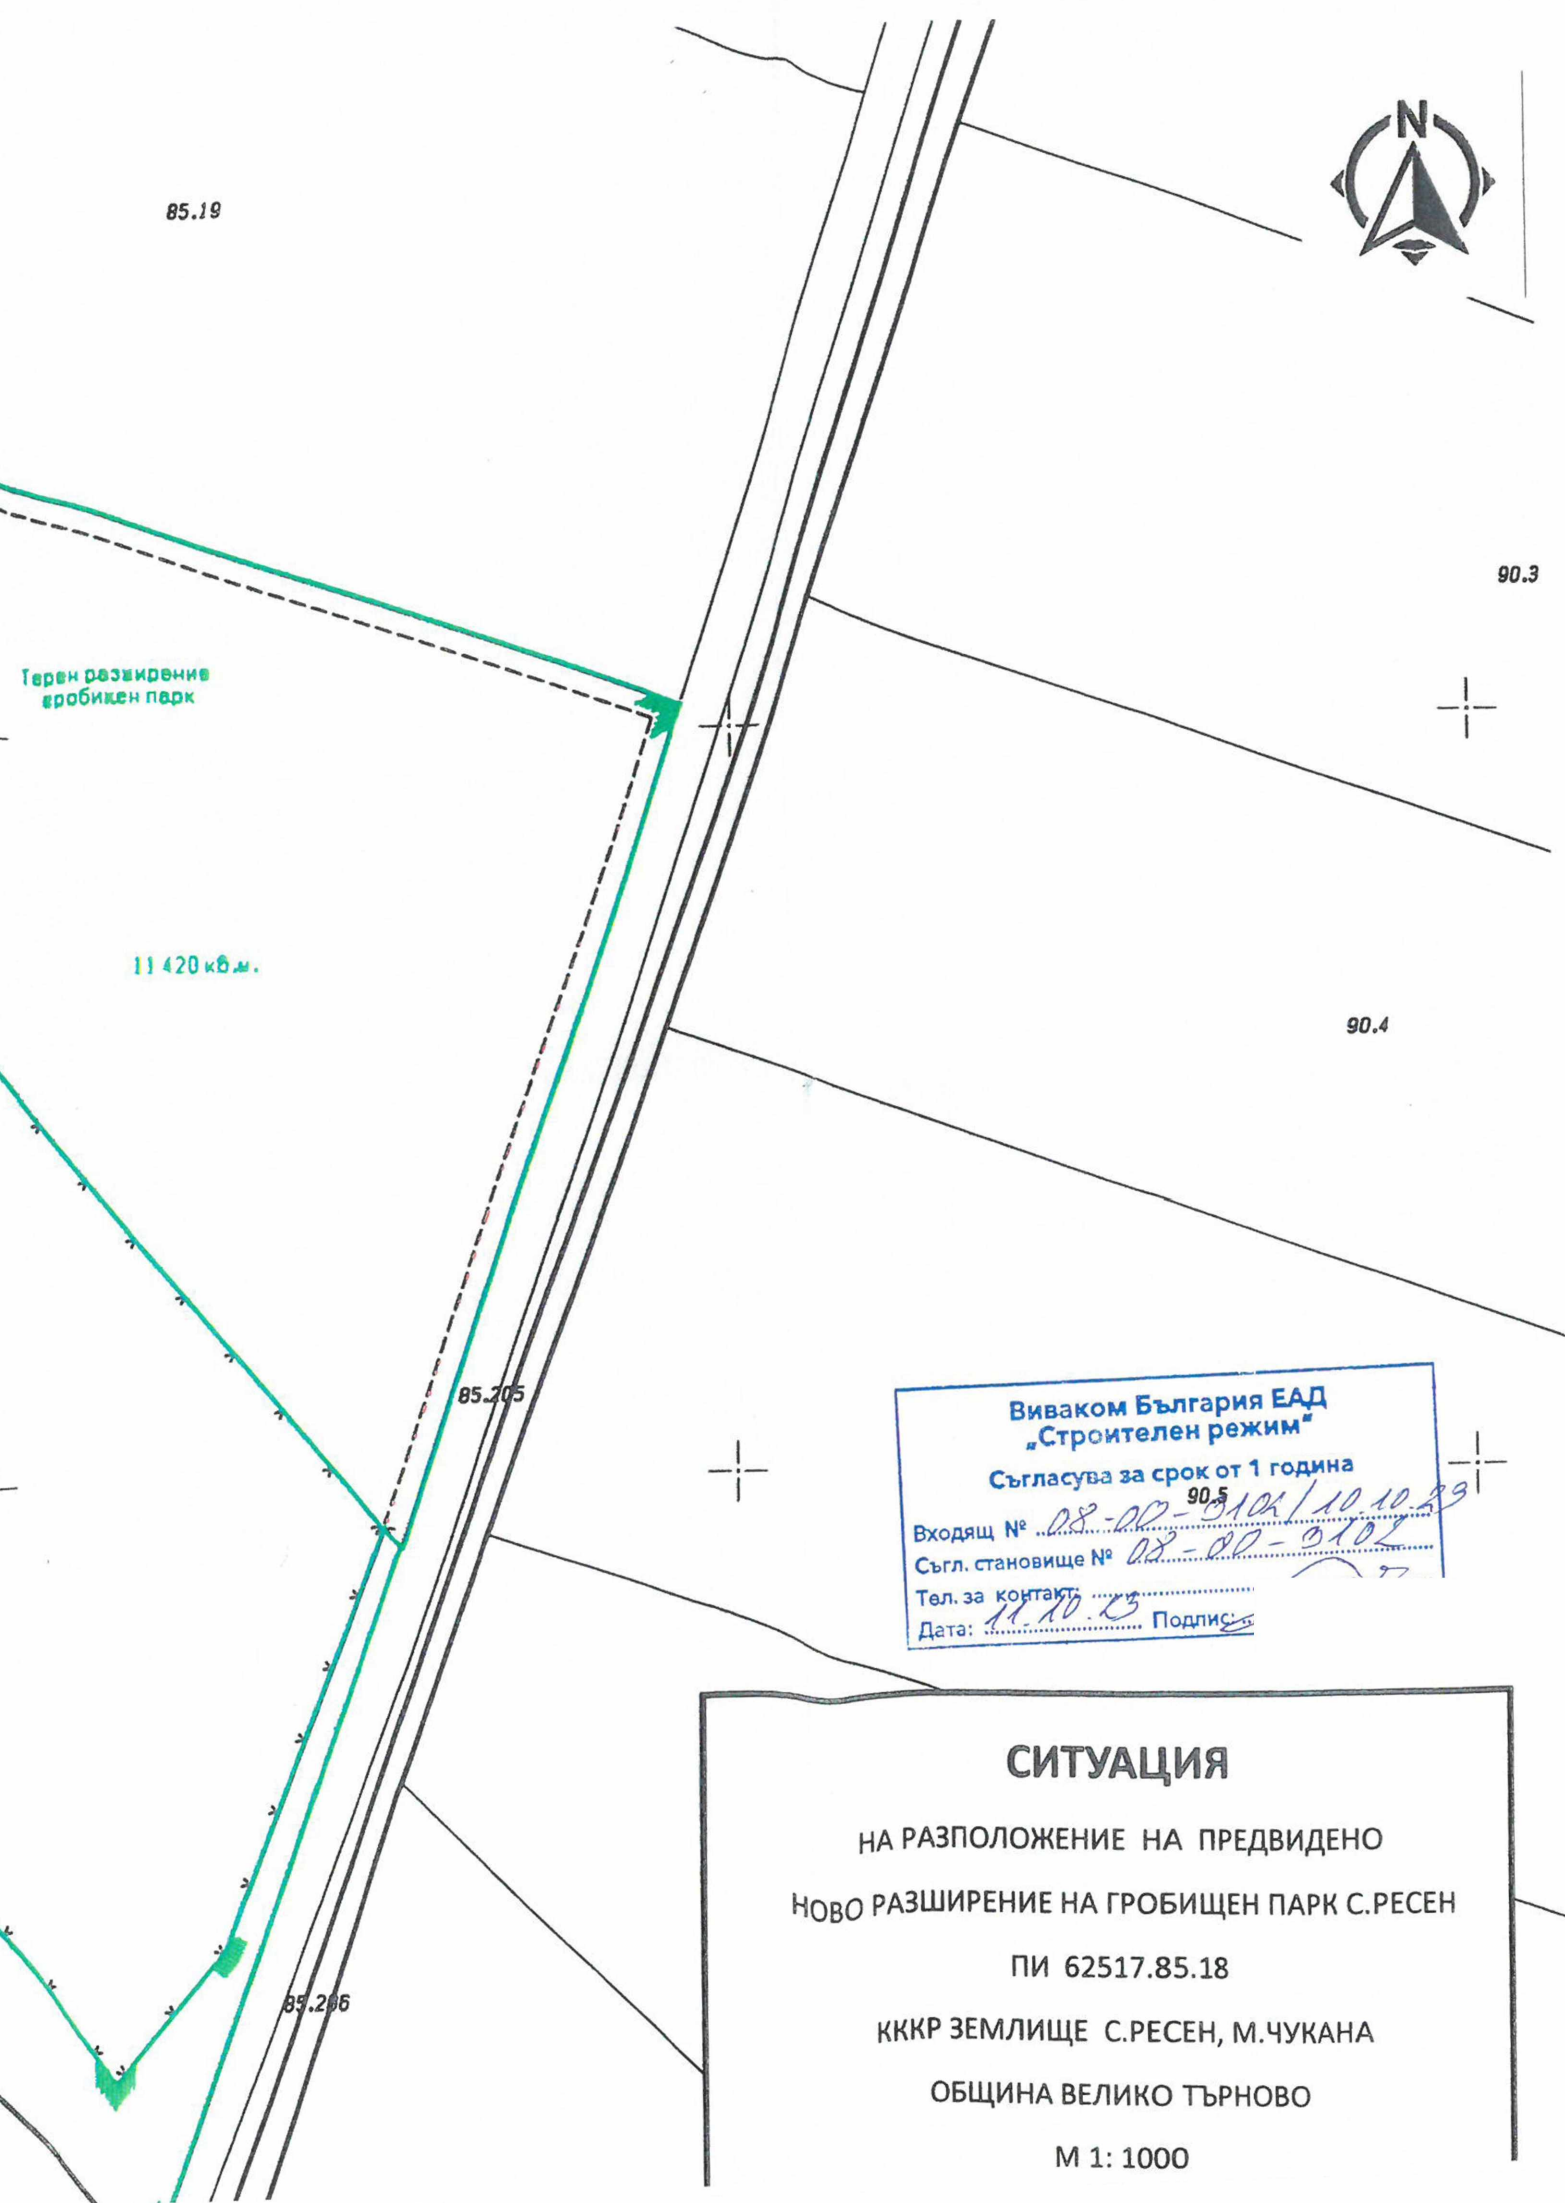 N
85.19
90.3
Терен разширение
гробищен парк
11 420 кв.м.
90.4
85.205
Виваком България ЕАД
„Строителен режим“
Съгласува за срок от 1 година
90.5
Входящ № 08-00-3102/10.10.23
Съгл. становище № 08-00-3102
Тел. за контакт:
Дата: 11.10.23 Подпис:
85.206
СИТУАЦИЯ
НА РАЗПОЛОЖЕНИЕ НА ПРЕДВИДЕНО
НОВО РАЗШИРЕНИЕ НА ГРОБИЩЕН ПАРК С.РЕСЕН
ПИ 62517.85.18
КККР ЗЕМЛИЩЕ С.РЕСЕН, М.ЧУКАНА
ОБЩИНА ВЕЛИКО ТЪРНОВО
М 1: 1000